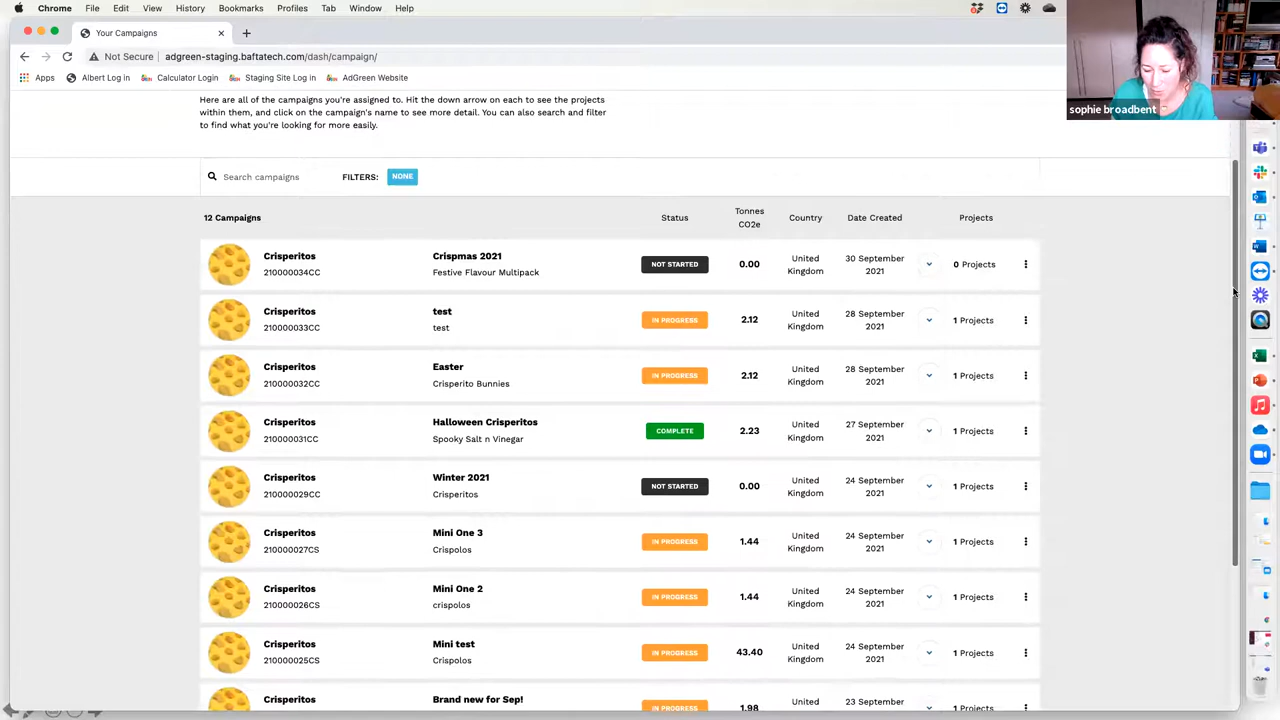 Chrome File Edit View History Bookmarks Profiles Tab Window Help
Your Campaigns
Not Secure adgreen-staging.baftatech.com/dash/campaign/
Apps Albert Log in Calculator Login Staging Site Log in AdGreen Website
sophie broadbent
Here are all of the campaigns you're assigned to. Hit the down arrow on each to see the projects
within them, and click on the campaign's name to see more detail. You can also search and filter
to find what you're looking for more easily.
Search campaigns FILTERS: NONE
12 Campaigns Status Tonnes CO2e Country Date Created Projects
Crisperitos Crispmas 2021 NOT STARTED 0.00 United Kingdom 30 September 2021 0 Projects
210000034CC Festive Flavour Multipack
Crisperitos test IN PROGRESS 2.12 United Kingdom 28 September 2021 1 Projects
210000033CC test
Crisperitos Easter IN PROGRESS 2.12 United Kingdom 28 September 2021 1 Projects
210000032CC Crisperito Bunnies
Crisperitos Halloween Crisperitos COMPLETE 2.23 United Kingdom 27 September 2021 1 Projects
210000031CC Spooky Salt n Vinegar
Crisperitos Winter 2021 NOT STARTED 0.00 United Kingdom 24 September 2021 1 Projects
210000029CC Crisperitos
Crisperitos Mini One 3 IN PROGRESS 1.44 United Kingdom 24 September 2021 1 Projects
210000027CS Crispolos
Crisperitos Mini One 2 IN PROGRESS 1.44 United Kingdom 24 September 2021 1 Projects
210000026CS crispolos
Crisperitos Mini test IN PROGRESS 43.40 United Kingdom 24 September 2021 1 Projects
210000025CS Crispolos
Crisperitos Brand new for Sep! IN PROGRESS 1.98 United 23 September